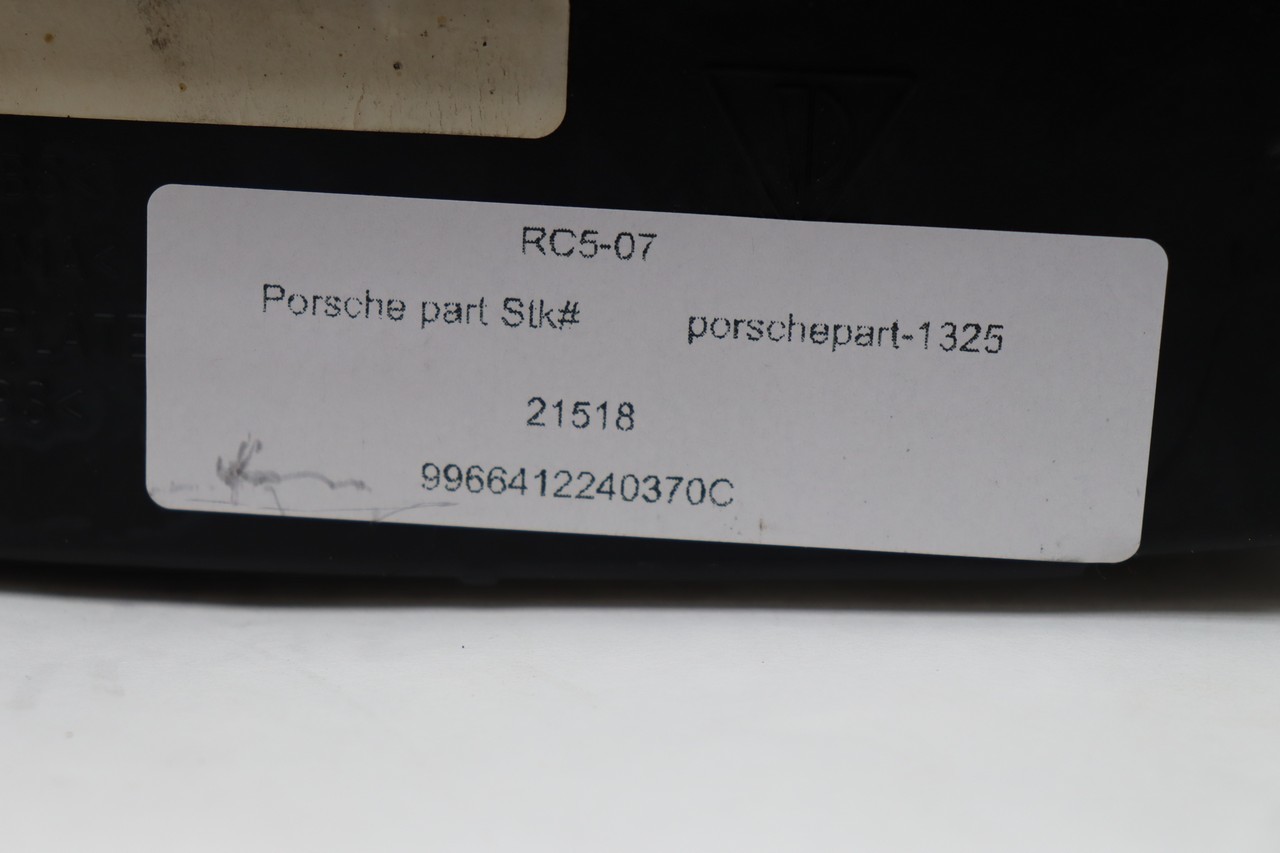 RC5-07
Porsche part Stk# porschepart-1325
21518
9966412240370C